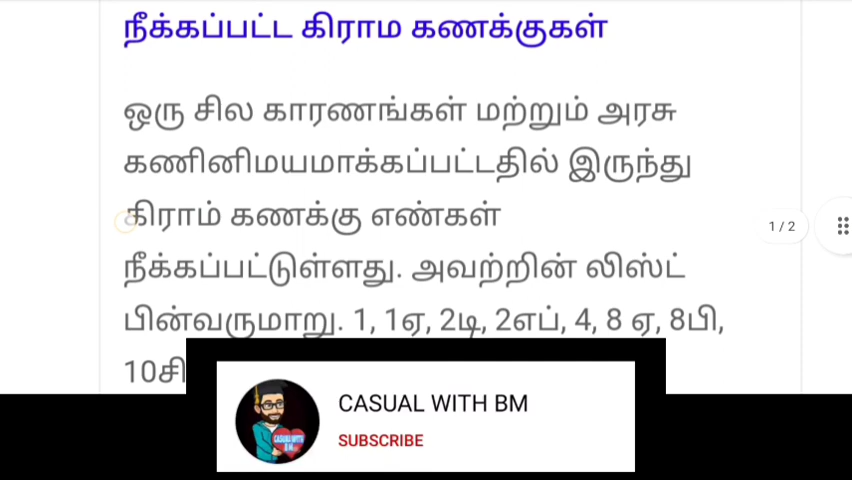 நீக்கப்பட்ட கிராம கணக்குகள்
ஒரு சில காரணங்கள் மற்றும் அரசு
கணினிமயமாக்கப்பட்டதில் இருந்து
கிராம் கணக்கு எண்கள்
1 / 2
நீக்கப்பட்டுள்ளது. அவற்றின் லிஸ்ட்
பின்வருமாறு. 1, 1ஏ, 2டி, 2எப், 4, 8 ஏ, 8பி,
10சி
CASUAL WITH BM
SUBSCRIBE